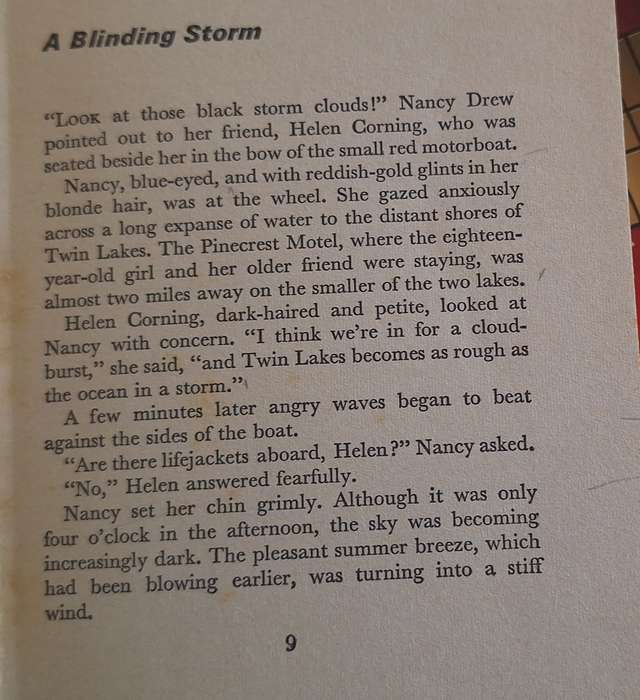 A Blinding Storm
“LOOK at those black storm clouds!” Nancy Drew
pointed out to her friend, Helen Corning, who was
seated beside her in the bow of the small red motorboat.
Nancy, blue-eyed, and with reddish-gold glints in her
blonde hair, was at the wheel. She gazed anxiously
across a long expanse of water to the distant shores of
Twin Lakes. The Pinecrest Motel, where the eighteen-
year-old girl and her older friend were staying, was
almost two miles away on the smaller of the two lakes.
Helen Corning, dark-haired and petite, looked at
Nancy with concern. “I think we’re in for a cloud-
burst,” she said, “and Twin Lakes becomes as rough as
the ocean in a storm.”
A few minutes later angry waves began to beat
against the sides of the boat.
“Are there lifejackets aboard, Helen?” Nancy asked.
“No,” Helen answered fearfully.
Nancy set her chin grimly. Although it was only
four o’clock in the afternoon, the sky was becoming
increasingly dark. The pleasant summer breeze, which
had been blowing earlier, was turning into a stiff
wind.
9